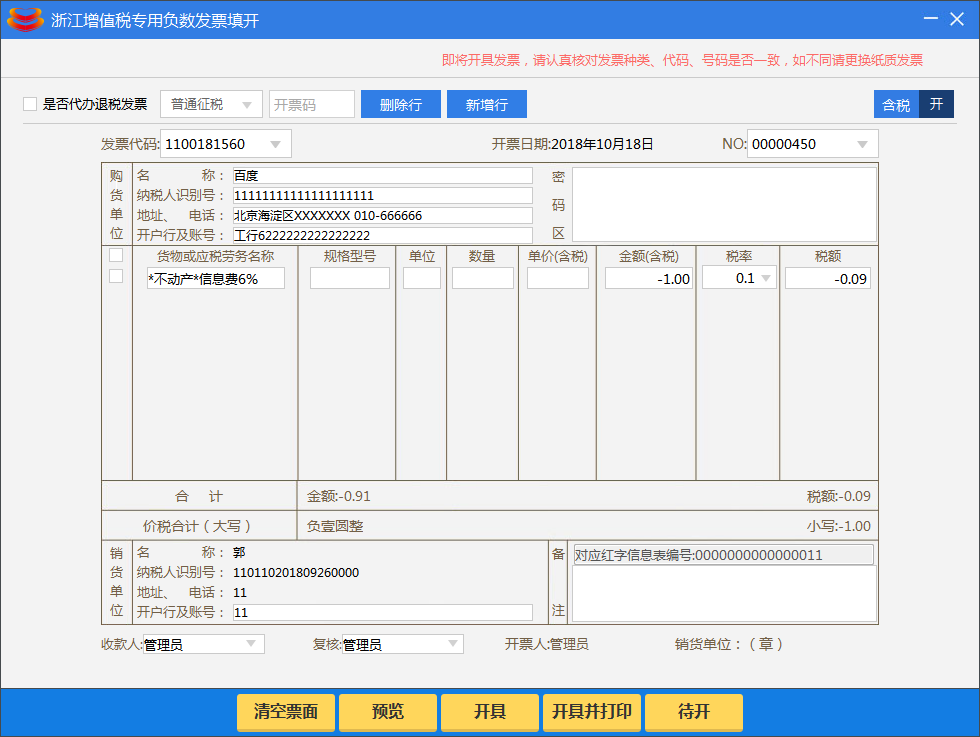 浙江增值税专用负数发票填开
即将开具发票，请认真核对发票种类、代码、号码是否一致，如不同请更换纸质发票
是否代办退税发票 普通征税 开票码 删除行 新增行 含税 开
发票代码:1100181560 开票日期:2018年10月18日 NO:00000450
购货单位
名称： 百度
纳税人识别号： 11111111111111111111
地址、电话： 北京海淀区XXXXXXX 010-666666
开户行及账号： 工行6222222222222222
密码区
货物或应税劳务名称 规格型号 单位 数量 单价(含税) 金额(含税) 税率 税额
*不动产*信息费6% -1.00 0.1 -0.09
合计 金额:-0.91 税额:-0.09
价税合计（大写） 负壹圆整 小写:-1.00
销货单位
名称： 郭
纳税人识别号： 110110201809260000
地址、电话： 11
开户行及账号： 11
备注
对应红字信息表编号:0000000000000011
收款人:管理员 复核:管理员 开票人:管理员 销货单位：（章）
清空票面 预览 开具 开具并打印 待开